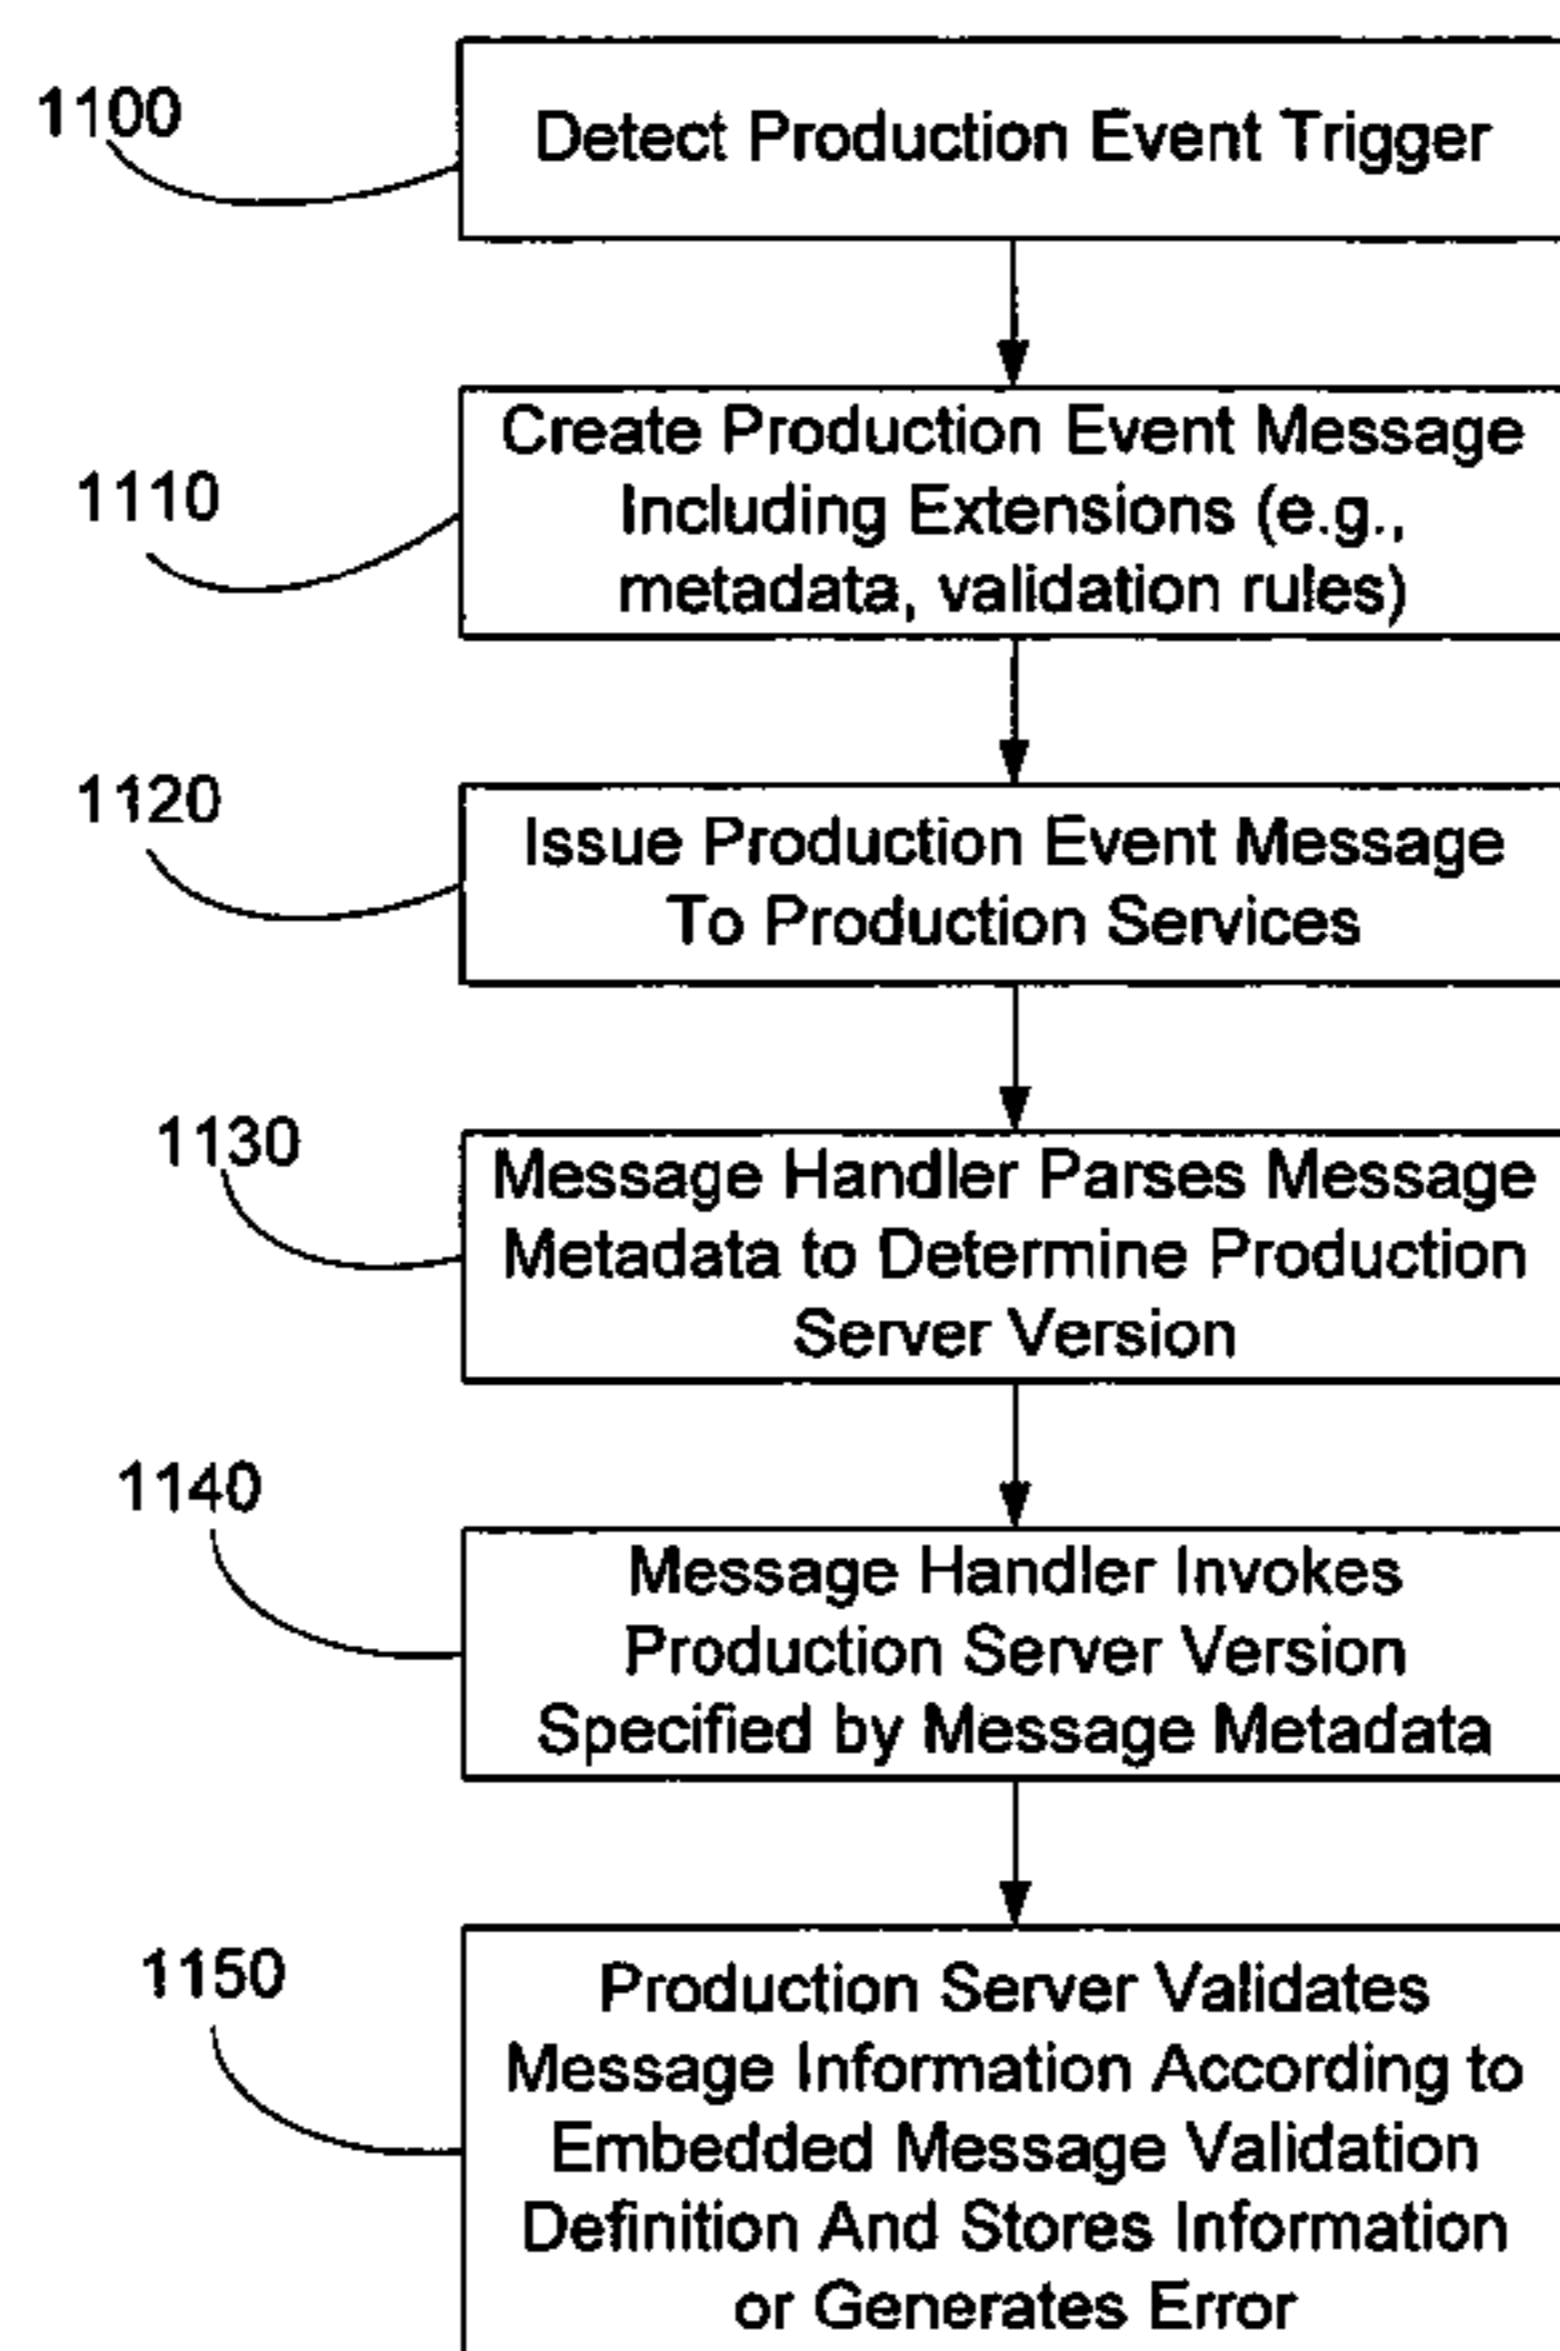 1100
Detect Production Event Trigger
1110
Create Production Event Message
Including Extensions (e.g.,
metadata, validation rules)
1120
Issue Production Event Message
To Production Services
1130
Message Handler Parses Message
Metadata to Determine Production
Server Version
1140
Message Handler Invokes
Production Server Version
Specified by Message Metadata
1150
Production Server Validates
Message Information According to
Embedded Message Validation
Definition And Stores Information
or Generates Error